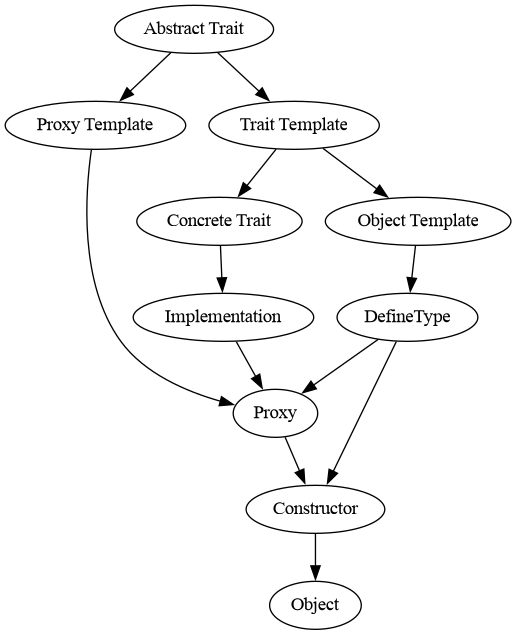 Abstract Trait
Proxy Template
Trait Template
Concrete Trait
Object Template
Implementation
DefineType
Proxy
Constructor
Object